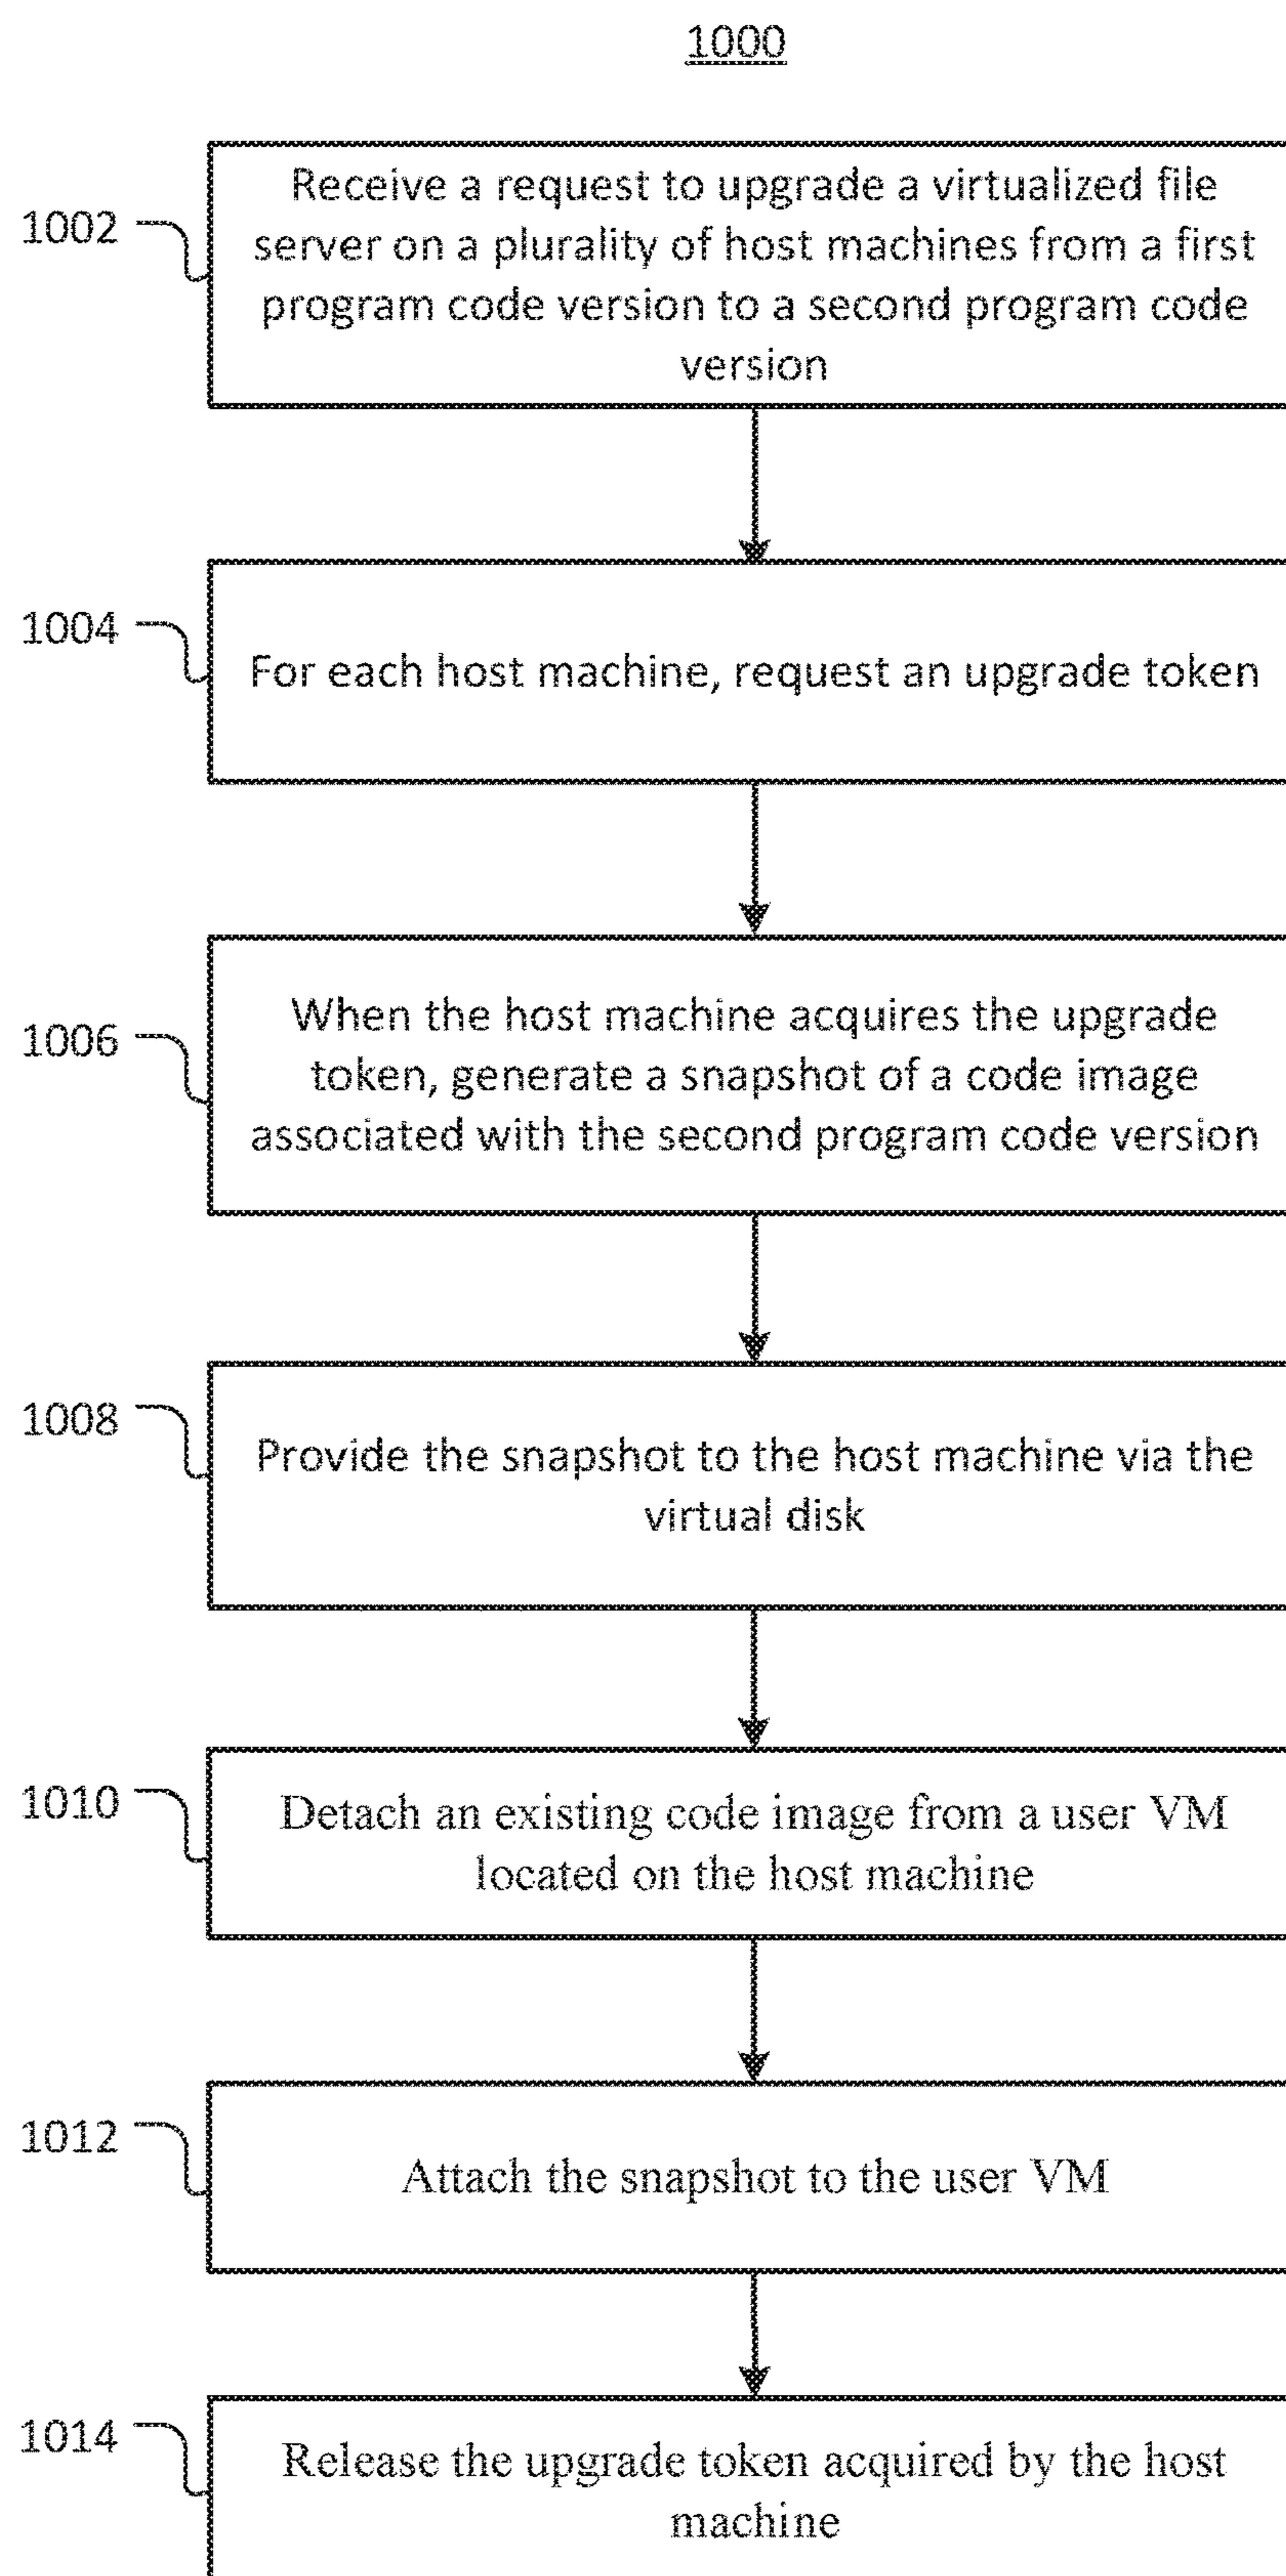 1000
1002
Receive a request to upgrade a virtualized file
server on a plurality of host machines from a first
program code version to a second program code
version
1004
For each host machine, request an upgrade token
1006
When the host machine acquires the upgrade
token, generate a snapshot of a code image
associated with the second program code version
1008
Provide the snapshot to the host machine via the
virtual disk
1010
Detach an existing code image from a user VM
located on the host machine
1012
Attach the snapshot to the user VM
1014
Release the upgrade token acquired by the host
machine